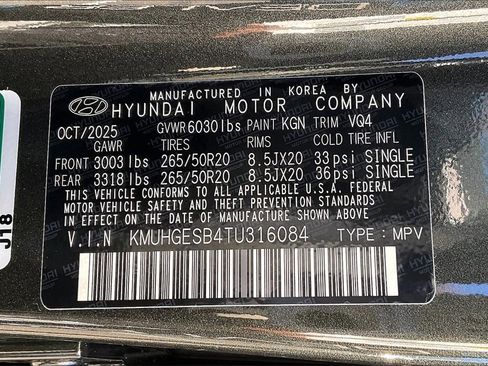 MANUFACTURED IN KOREA BY
HYUNDAI MOTOR COMPANY
OCT/2025 GVWR 6030lbs PAINT KGN TRIM VQ4
GAWR TIRES RIMS COLD TIRE INFL
FRONT 3003 lbs 265/50R20 8.5JX20 33psi SINGLE
REAR 3318 lbs 265/50R20 8.5JX20 36psi SINGLE
THIS VEHICLE CONFORMS TO ALL APPLICABLE U.S.A FEDERAL
MOTOR VEHICLE SAFETY AND THEFT PREVENTION STANDARDS
IN EFFECT ON THE DATE OF MANUFACTURE SHOWN ABOVE.
V.I.N KMUHGESB4TU316084 TYPE : MPV
J18